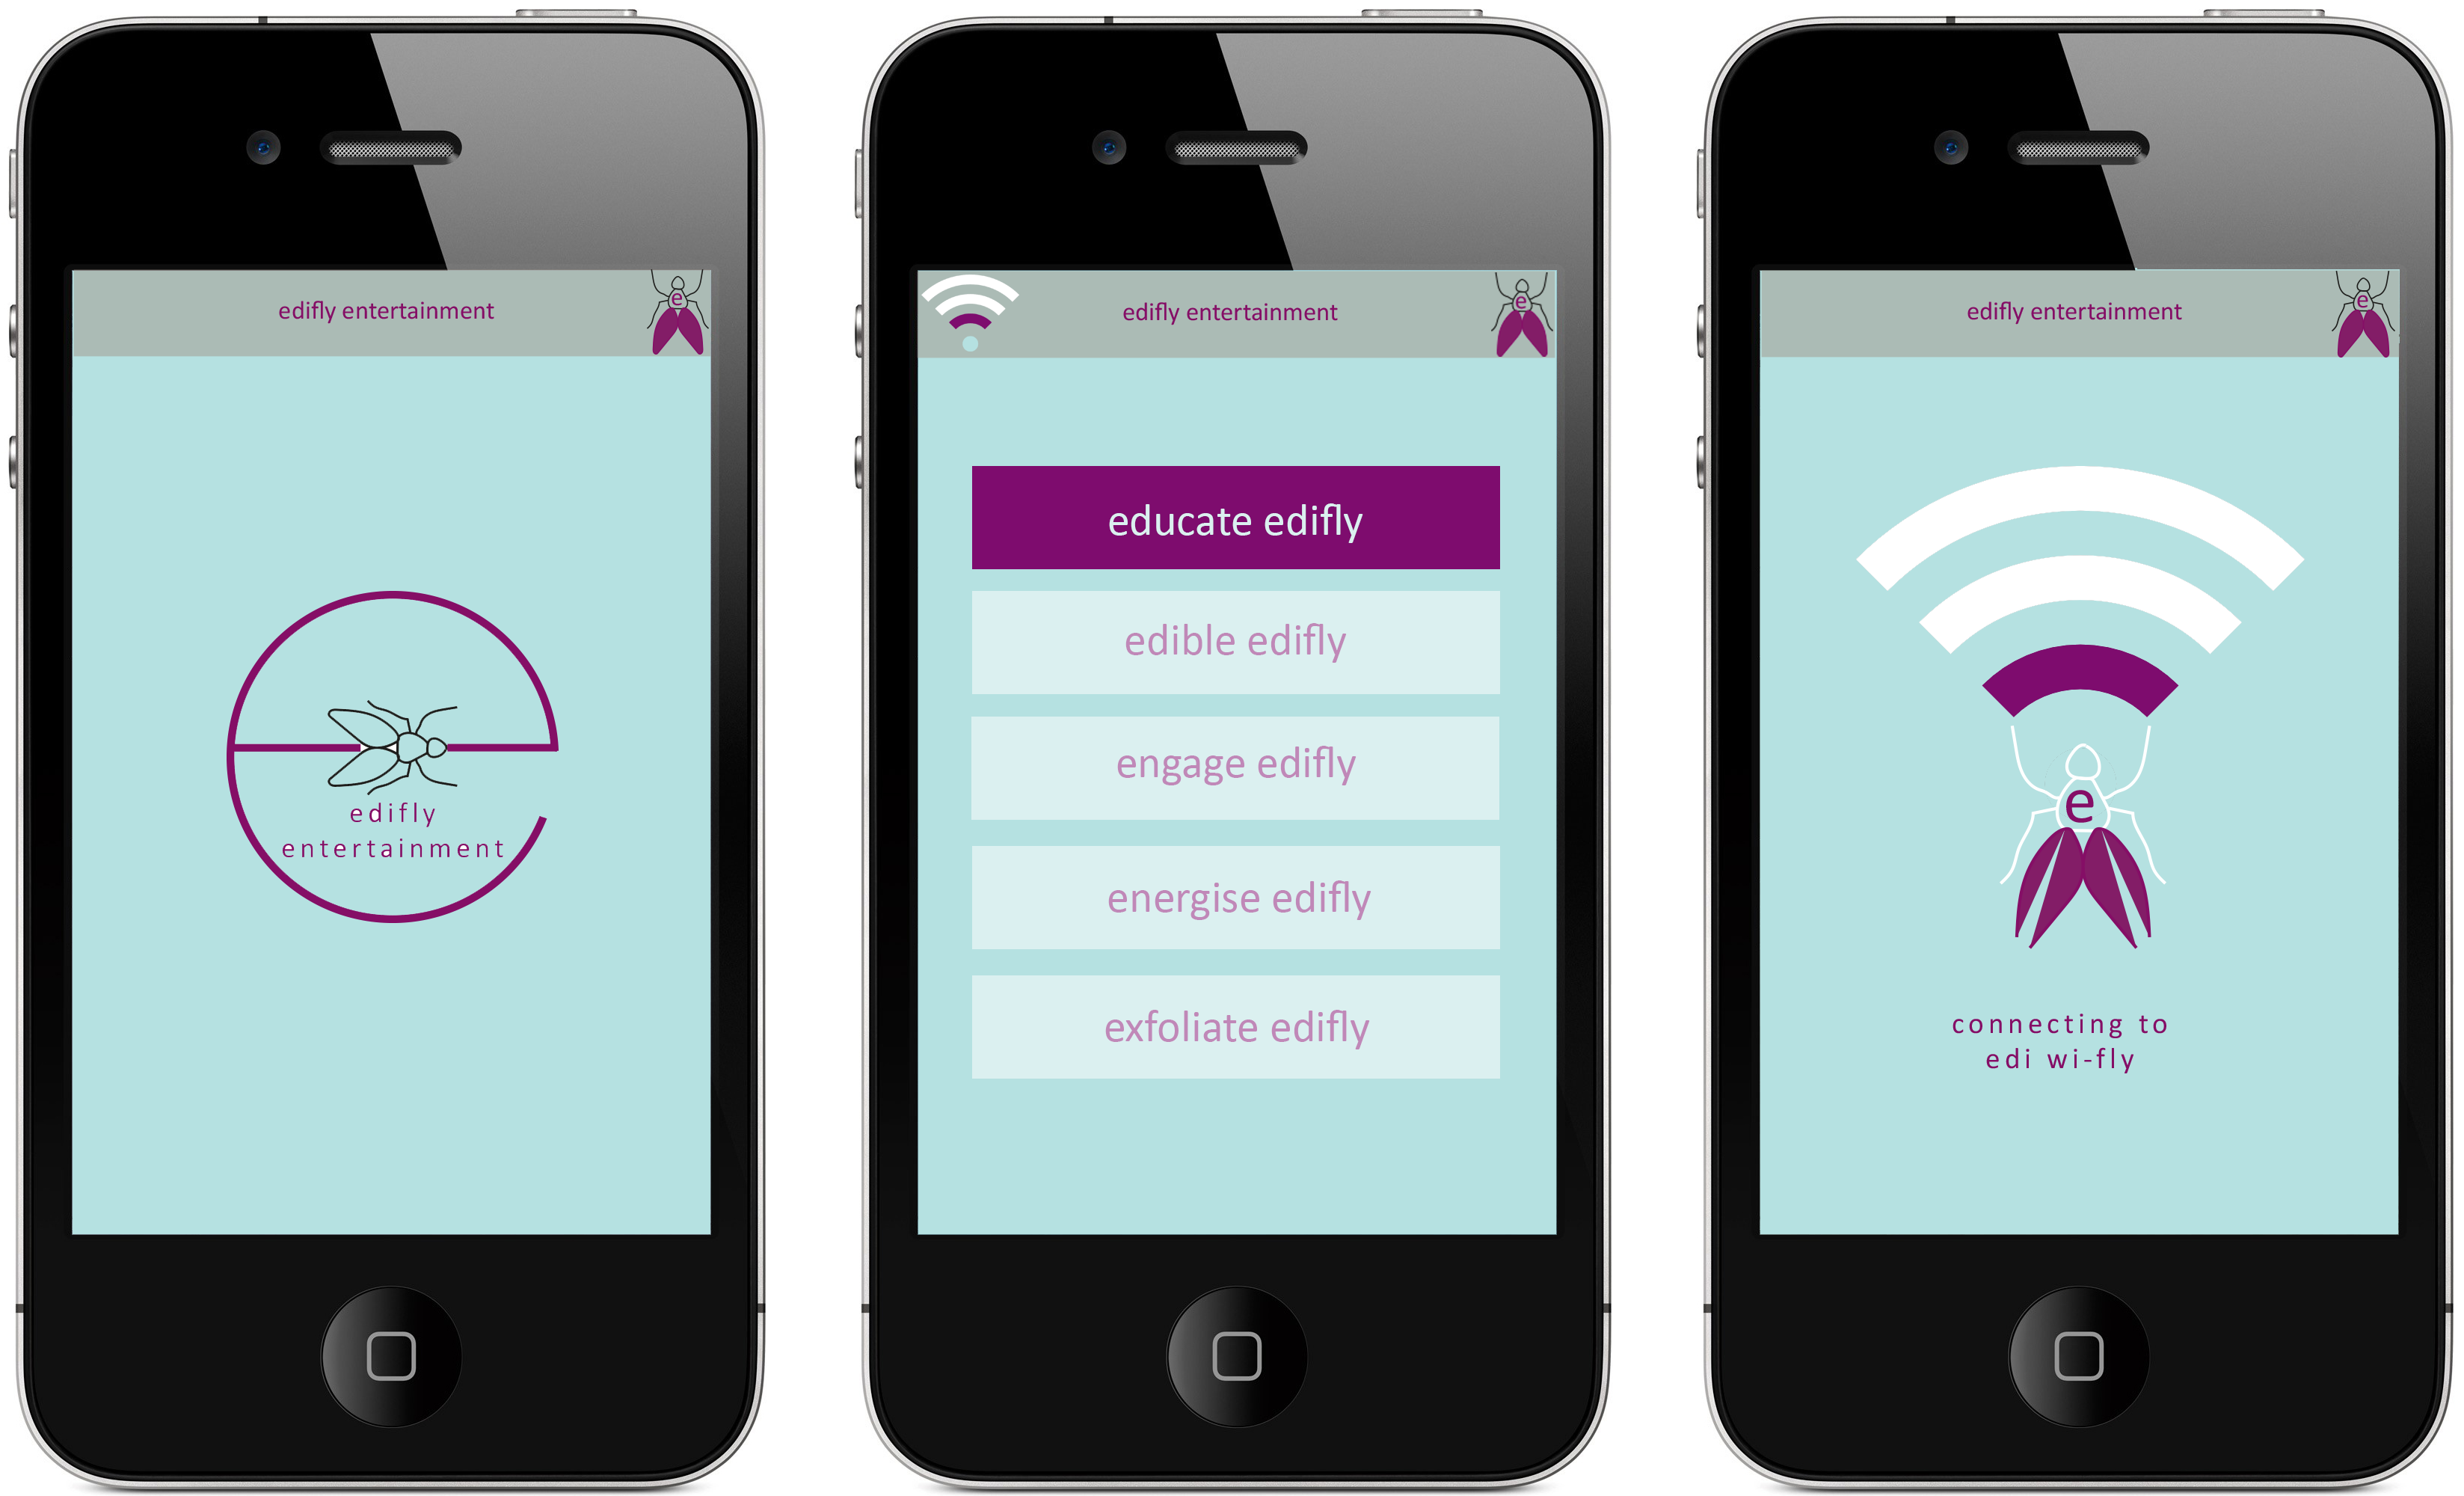 edifly entertainment
e
edifly
entertainment
edifly entertainment
e
educate edifly
edible edifly
engage edifly
energise edifly
exfoliate edifly
edifly entertainment
e
e
connecting to
edi wi-fly